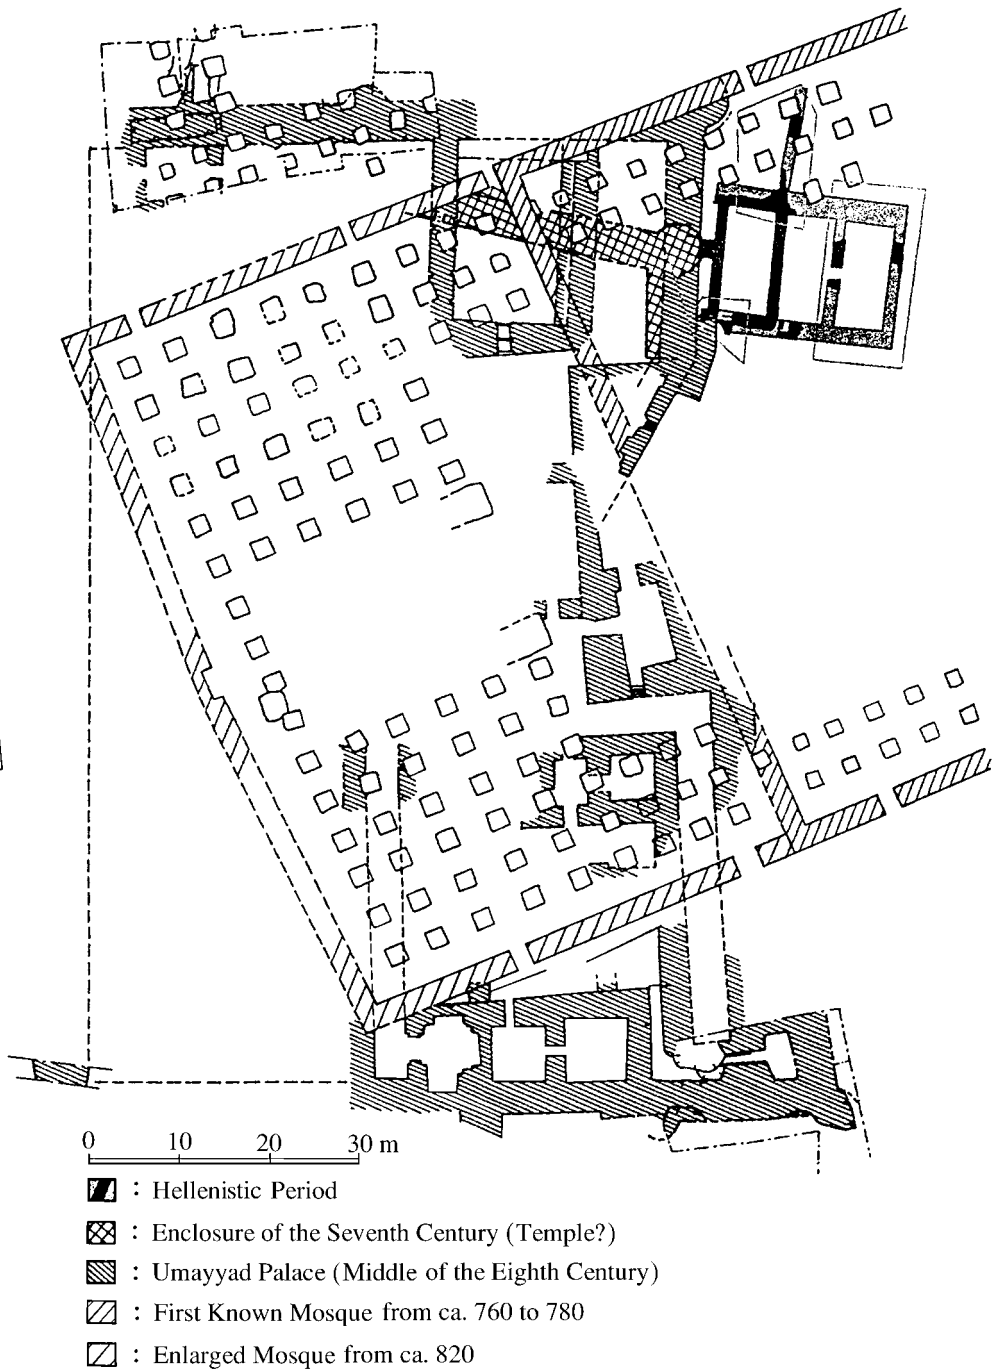 0 10 20 30 m
: Hellenistic Period
: Enclosure of the Seventh Century (Temple?)
: Umayyad Palace (Middle of the Eighth Century)
: First Known Mosque from ca. 760 to 780
: Enlarged Mosque from ca. 820